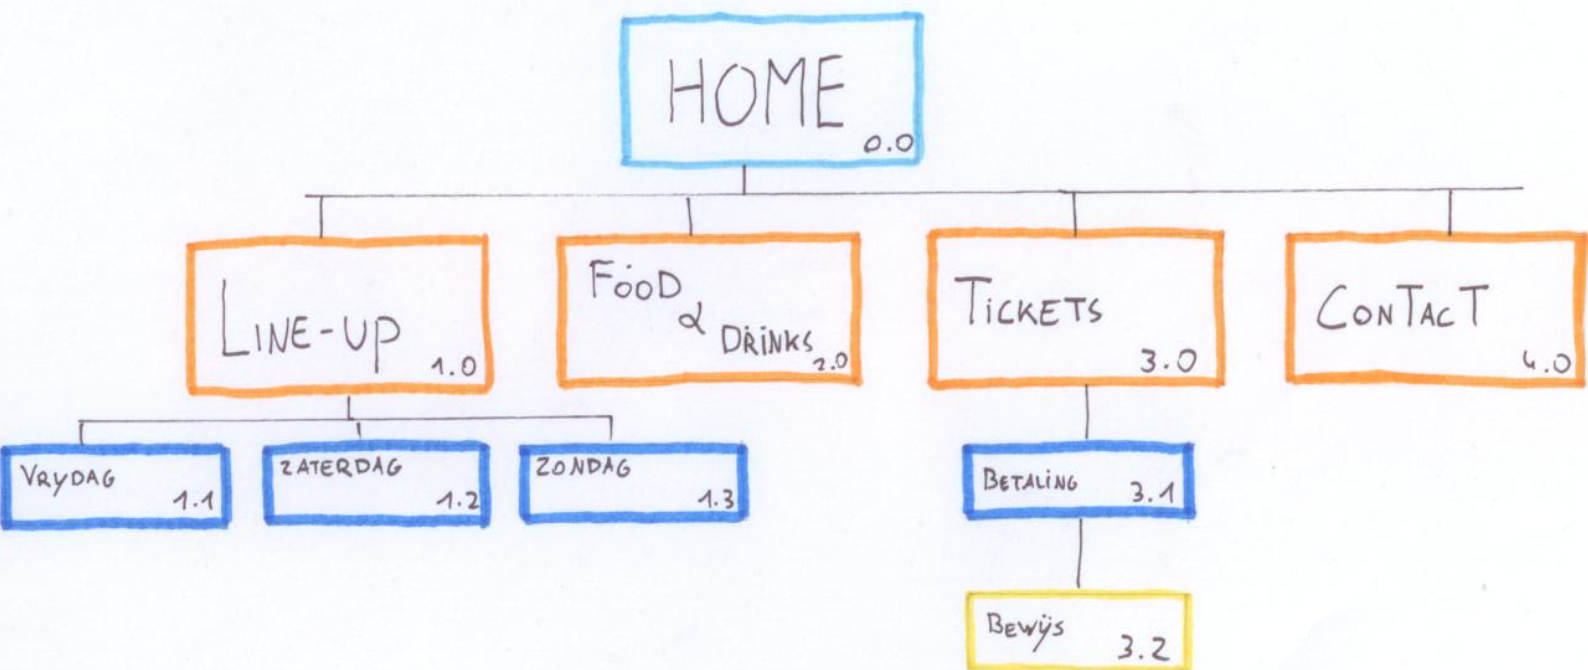 HOME
0.0
LINE-UP
1.0
FOOD
&
DRINKS
2.0
TICKETS
3.0
CONTACT
4.0
VRYDAG
1.1
ZATERDAG
1.2
ZONDAG
1.3
BETALING
3.1
BEWIJS
3.2